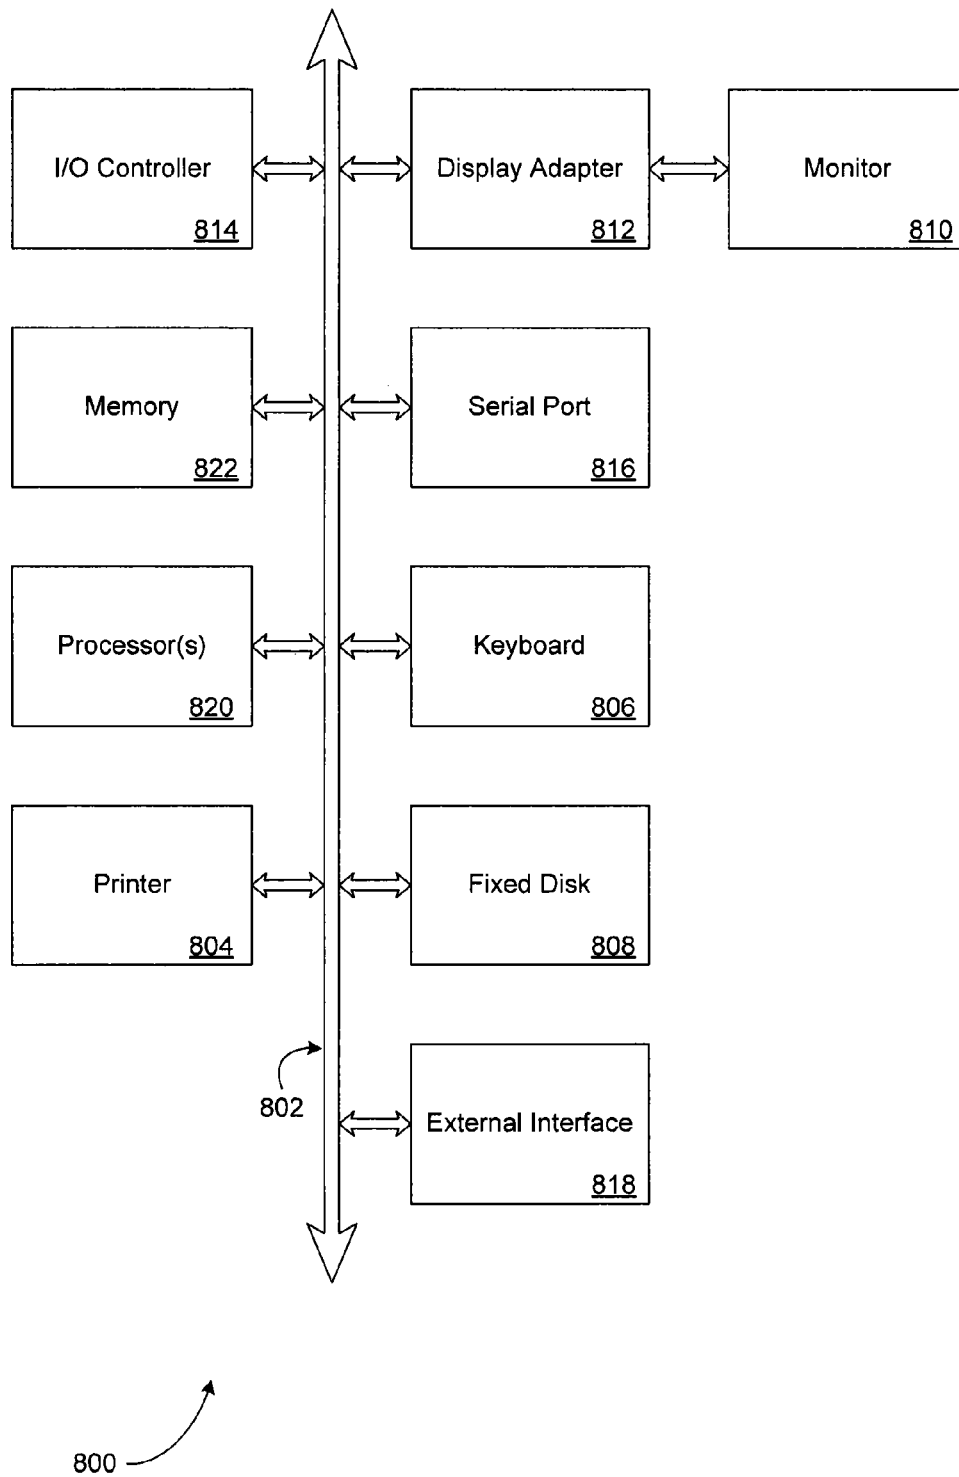 I/O Controller
814
Display Adapter
812
Monitor
810
Memory
822
Serial Port
816
Processor(s)
820
Keyboard
806
Printer
804
Fixed Disk
808
802
External Interface
818
800